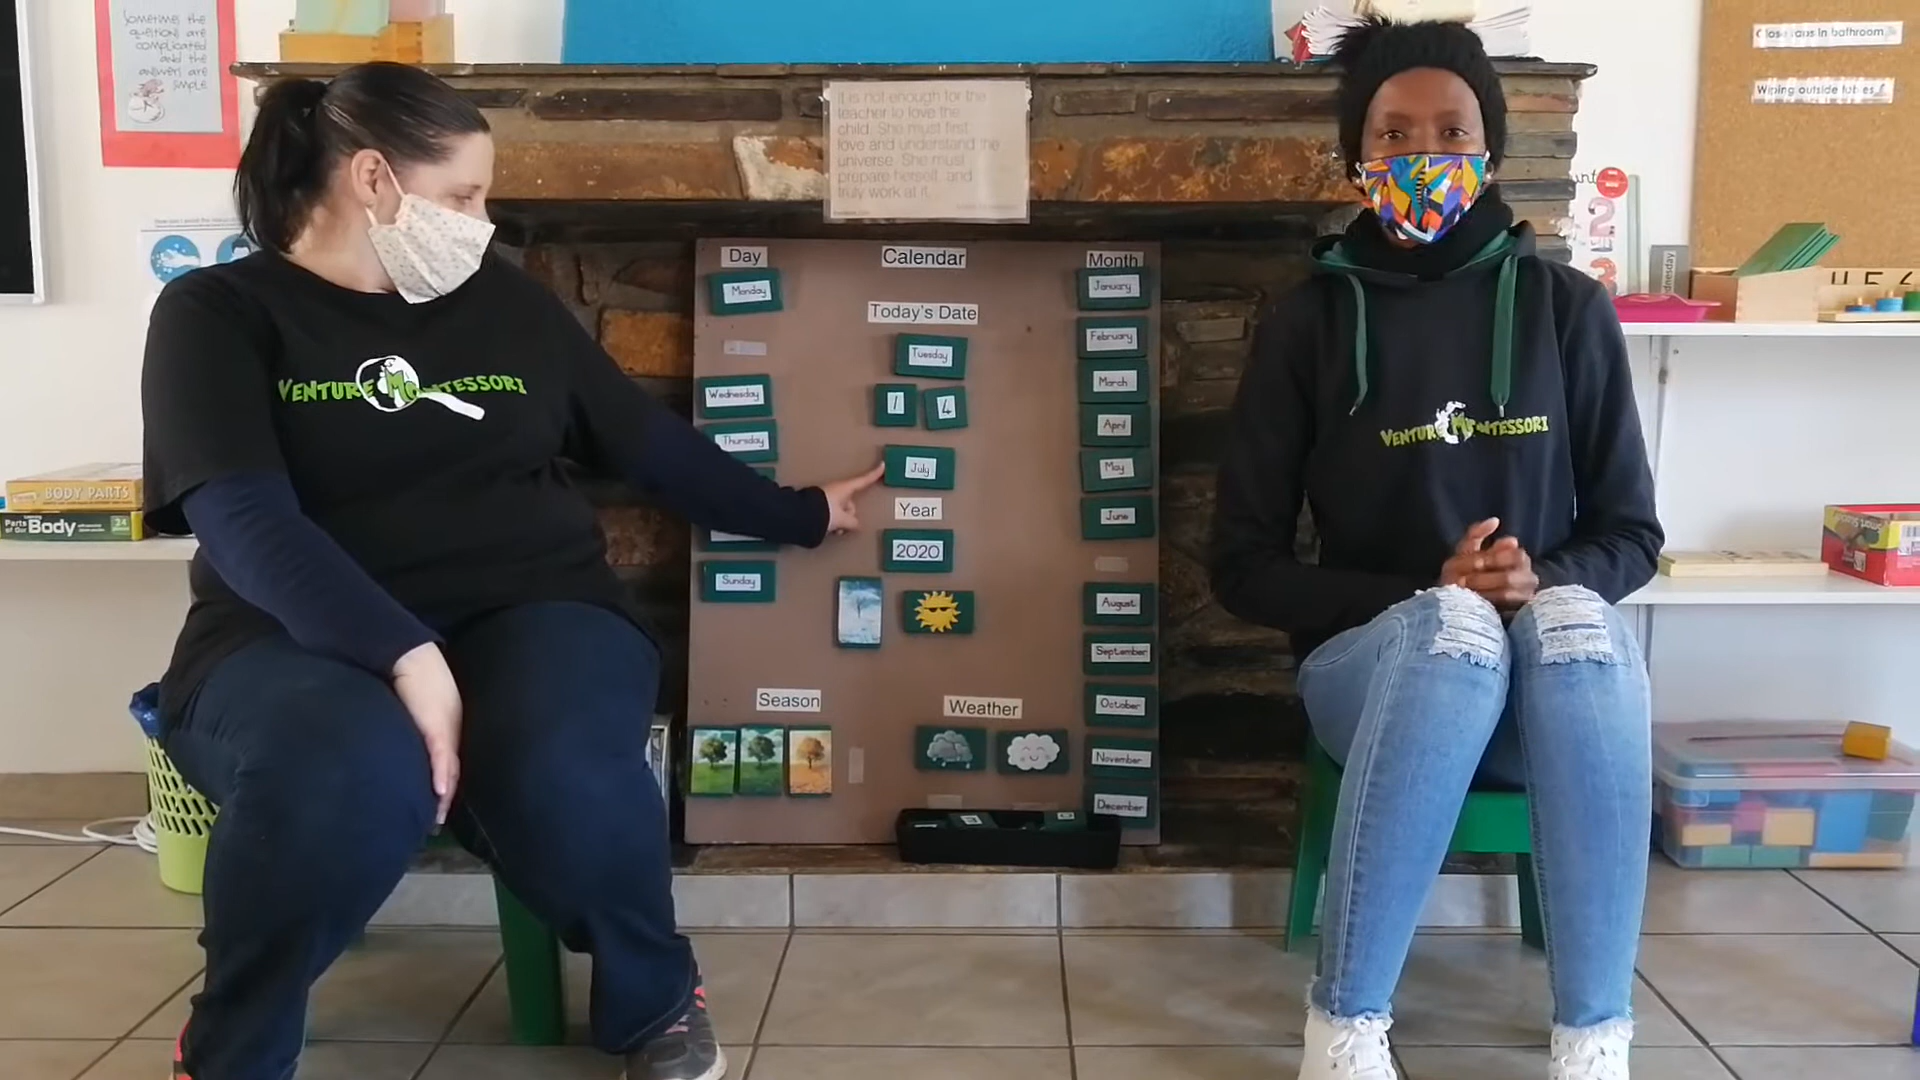 Sometimes the
questions are
complicated
and the
answers are
simple
Close taps in bathroom
Wiping outside tables
It is not enough for the
teacher to love the
child. She must first
love and understand the
universe. She must
prepare herself, and
truly work at it.
Day
Calendar
Month
Monday
Today's Date
January
Tuesday
February
Wednesday
1 4
March
Thursday
April
July
May
Year
June
2020
Sunday
August
September
Season
Weather
October
November
December
VENTURE MONTESSORI
VENTURE MONTESSORI
BODY PARTS
Parts
of Our Body
24
2
3